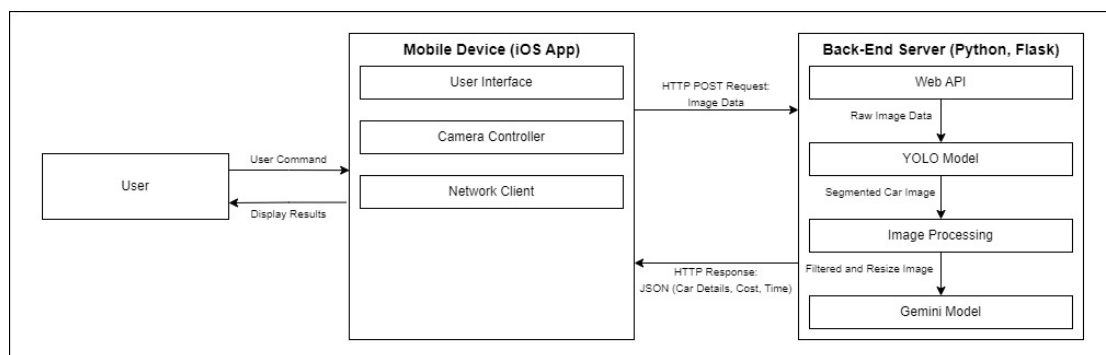 Mobile Device (iOS App)
Back-End Server (Python, Flask)
User Interface
HTTP POST Request:
Image Data
Web API
Raw Image Data
Camera Controller
User Command
YOLO Model
User
Network Client
Segmented Car Image
Display Results
Image Processing
HTTP Response:
JSON (Car Details, Cost, Time)
Filtered and Resize Image
Gemini Model